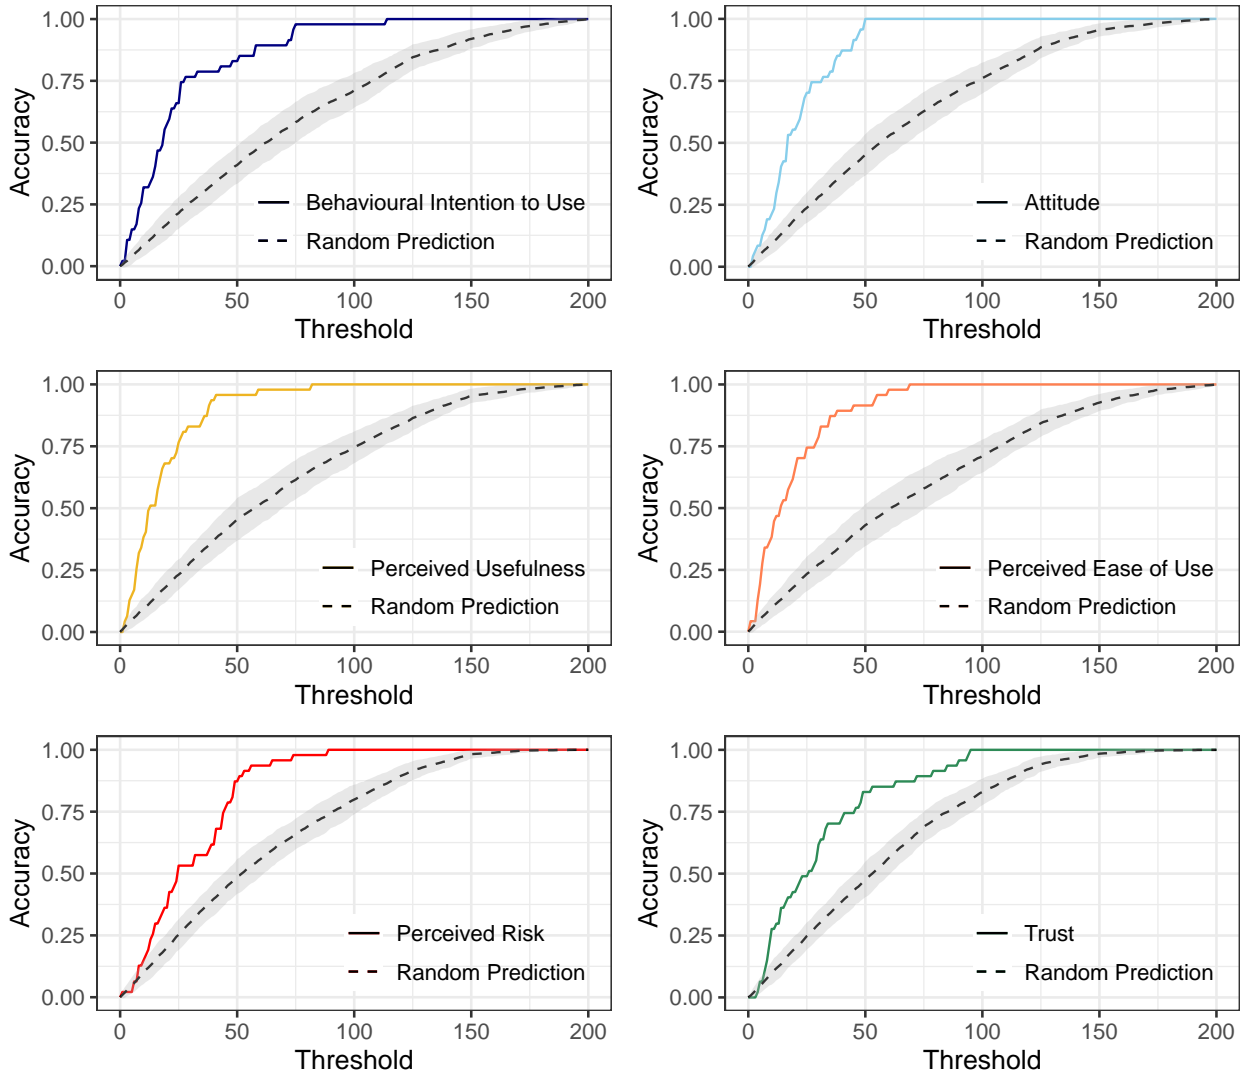 1.00
0.75
0.50
0.25
0.00
Accuracy
Behavioural Intention to Use
Random Prediction
0 50 100 150 200
Threshold
1.00
0.75
0.50
0.25
0.00
Accuracy
Attitude
Random Prediction
0 50 100 150 200
Threshold
1.00
0.75
0.50
0.25
0.00
Accuracy
Perceived Usefulness
Random Prediction
0 50 100 150 200
Threshold
1.00
0.75
0.50
0.25
0.00
Accuracy
Perceived Ease of Use
Random Prediction
0 50 100 150 200
Threshold
1.00
0.75
0.50
0.25
0.00
Accuracy
Perceived Risk
Random Prediction
0 50 100 150 200
Threshold
1.00
0.75
0.50
0.25
0.00
Accuracy
Trust
Random Prediction
0 50 100 150 200
Threshold